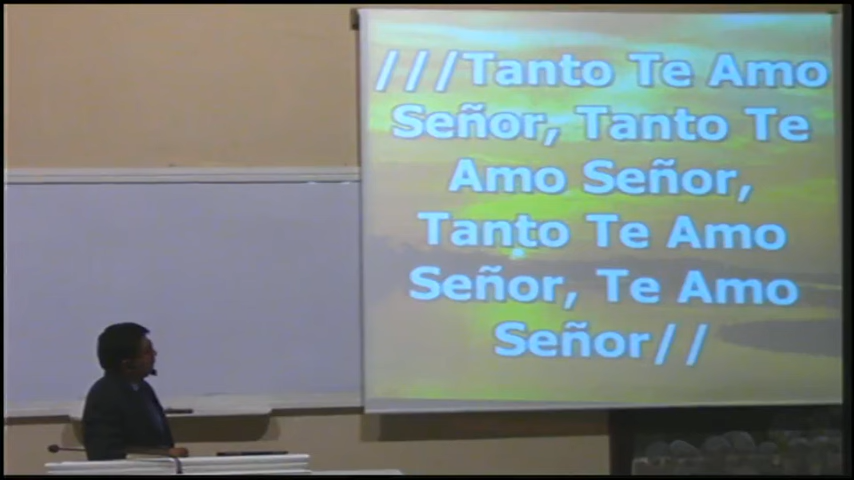 ///Tanto Te Amo
Señor, Tanto Te
Amo Señor,
Tanto Te Amo
Señor, Te Amo
Señor//